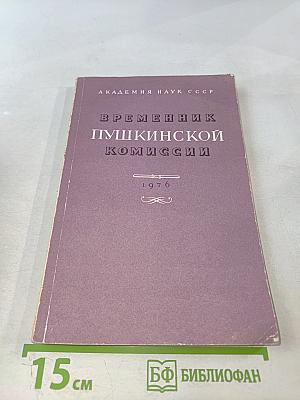 АКАДЕМИЯ НАУК СССР
ВРЕМЕННИК
ПУШКИНСКОЙ
КОМИССИИ
1976
15 см
БФ БИБЛИОФАН